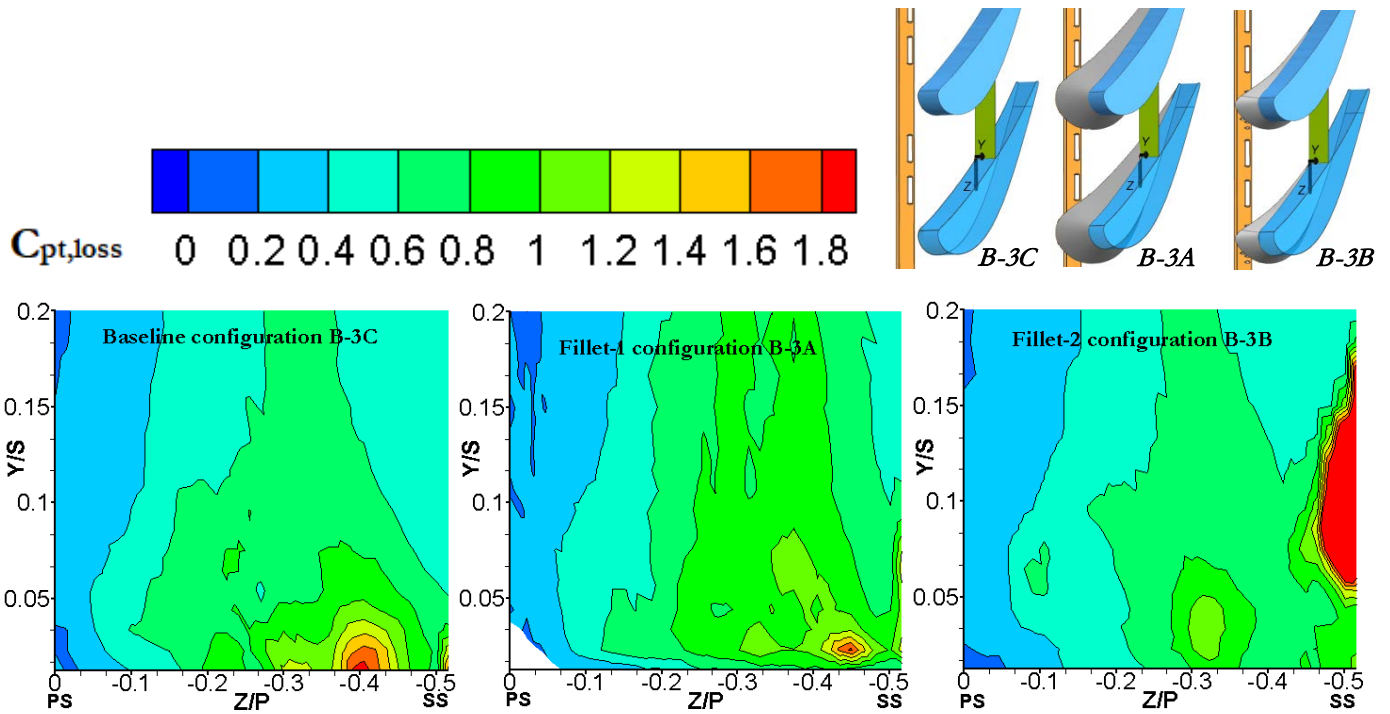 Y
Z
B-3C
Y
Z
B-3A
Y
Z
B-3B
Cpt,loss
0 0.2 0.4 0.6 0.8 1 1.2 1.4 1.6 1.8
Baseline configuration B-3C
0.2
0.15
0.1
0.05
Y/S
0 -0.1 -0.2 -0.3 -0.4 -0.5
PS Z/P SS
Fillet-1 configuration B-3A
0.2
0.15
0.1
0.05
Y/S
0 -0.1 -0.2 -0.3 -0.4 -0.5
PS Z/P SS
Fillet-2 configuration B-3B
0.2
0.15
0.1
0.05
Y/S
0 -0.1 -0.2 -0.3 -0.4 -0.5
PS Z/P SS